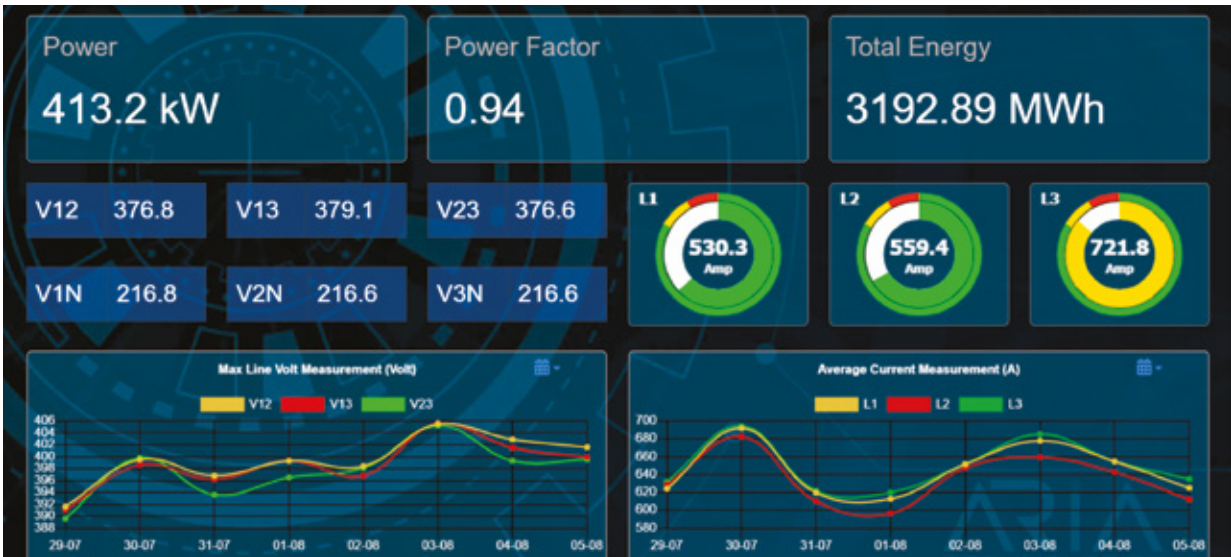 Power
413.2 kW
Power Factor
0.94
Total Energy
3192.89 MWh
V12 376.8
V13 379.1
V23 376.6
V1N 216.8
V2N 216.6
V3N 216.6
L1
530.3
Amp
L2
559.4
Amp
L3
721.8
Amp
Max Line Volt Measurement (Volt)
V12 V13 V23
406
404
402
400
398
396
394
392
390
388
29-07 30-07 31-07 01-08 02-08 03-08 04-08 05-08
Average Current Measurement (A)
L1 L2 L3
700
680
660
640
620
600
580
29-07 30-07 31-07 01-08 02-08 03-08 04-08 05-08
ARIA